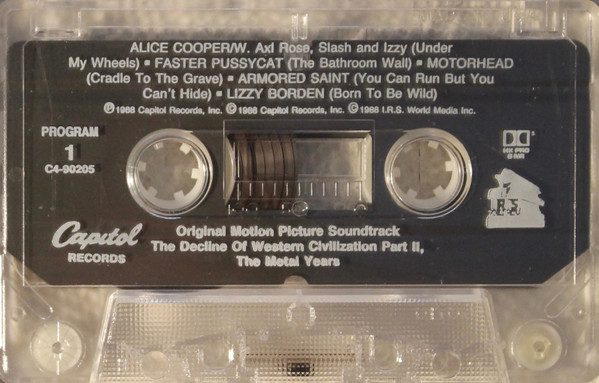 ALICE COOPER/W. Axl Rose, Slash and Izzy (Under
My Wheels) ▪ FASTER PUSSYCAT (The Bathroom Wall) ▪ MOTORHEAD
(Cradle To The Grave) ▪ ARMORED SAINT (You Can Run But You
Can't Hide) ▪ LIZZY BORDEN (Born To Be Wild)
℗1988 Capitol Records, Inc. ©1988 Capitol Records, Inc. ©1988 I.R.S. World Media Inc.
PROGRAM
1
C4-90205
Capitol
RECORDS
Original Motion Picture Soundtrack
The Decline Of Western Civilization Part II,
The Metal Years